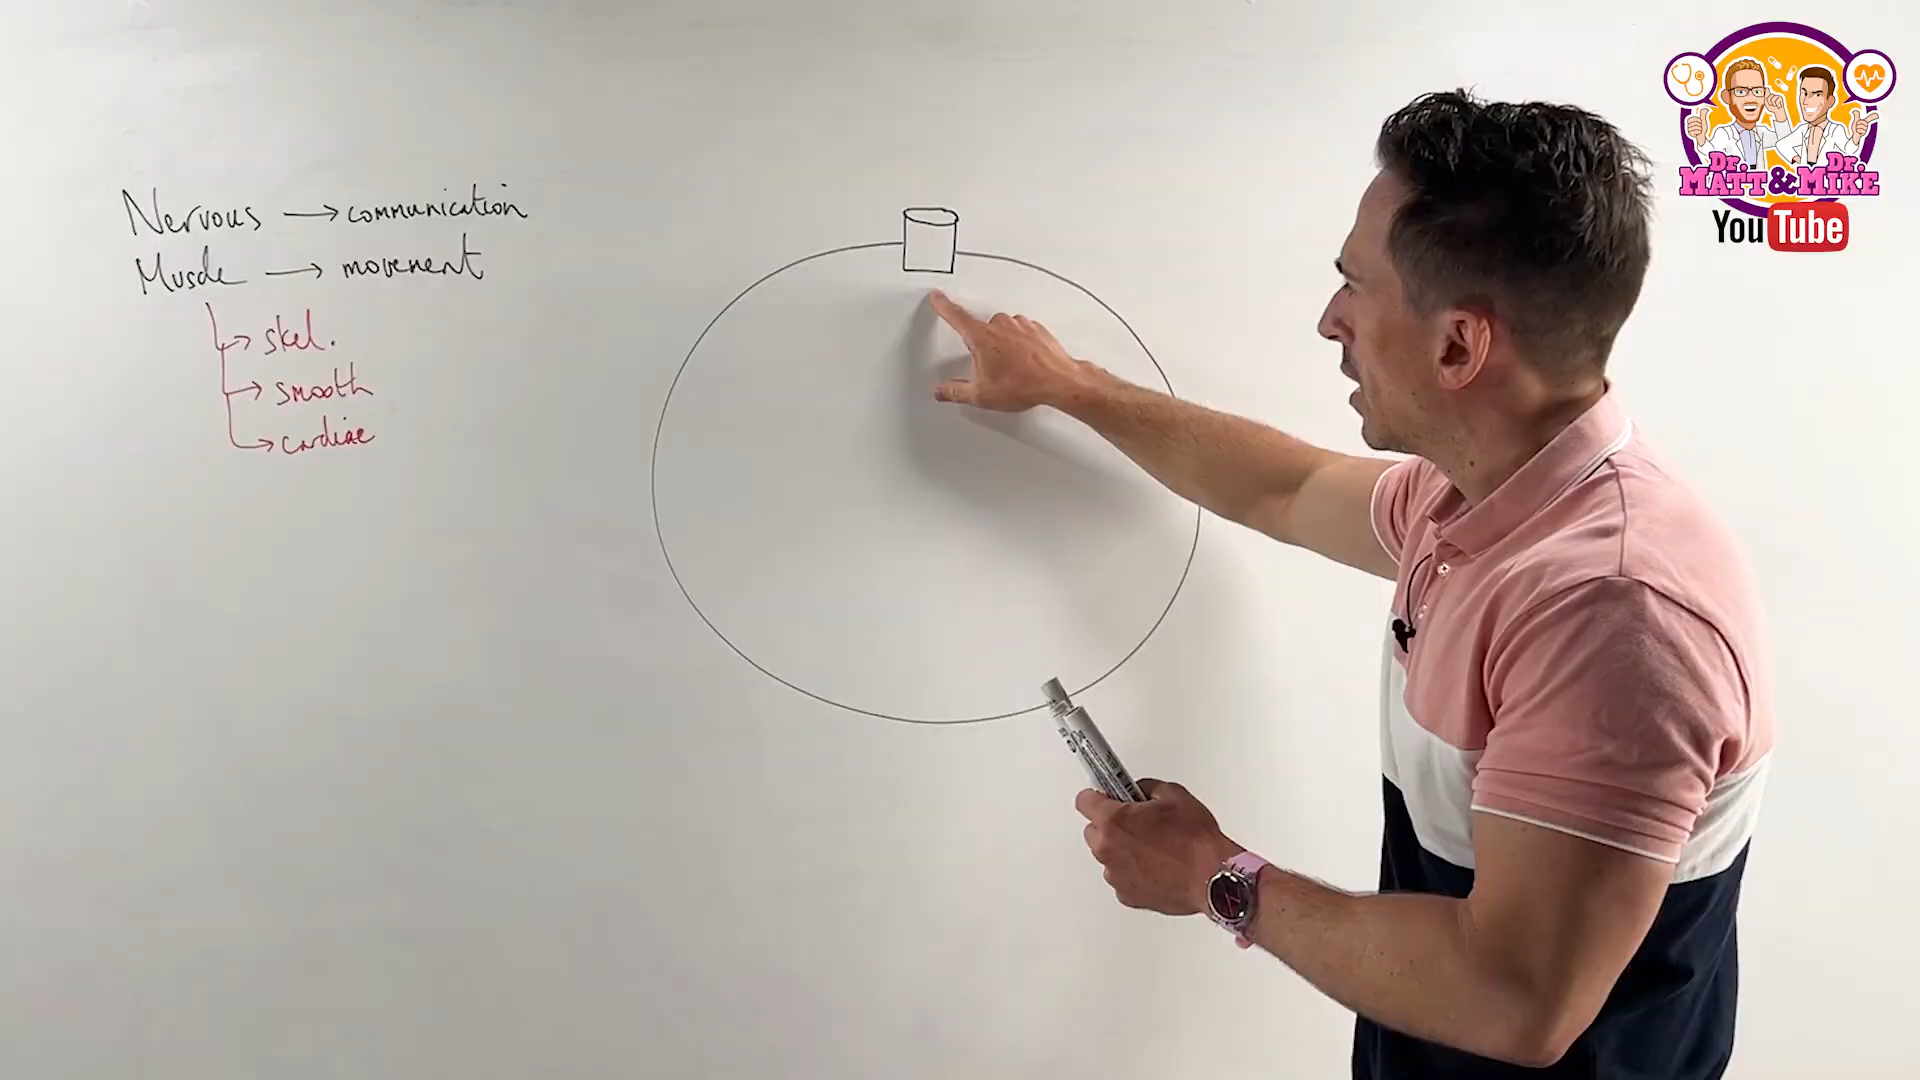 Nervous → communication
Muscle → movement
→ skel.
→ smooth
→ cardiac
Dr. Dr.
MATT & MIKE
YouTube